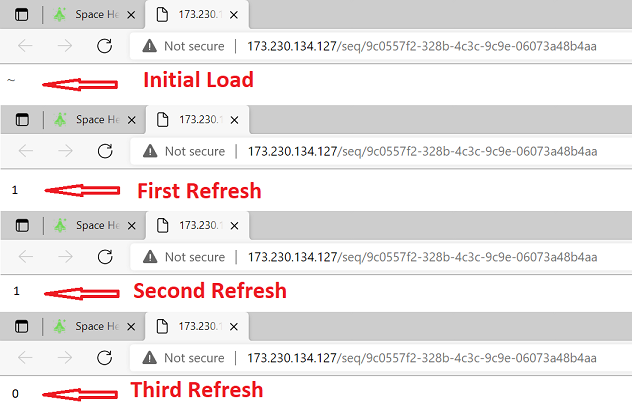 Space He 173.230.1
Not secure | 173.230.134.127/seq/9c0557f2-328b-4c3c-9c9e-06073a48b4aa
~ Initial Load
Space He 173.230.1
Not secure | 173.230.134.127/seq/9c0557f2-328b-4c3c-9c9e-06073a48b4aa
1 First Refresh
Space He 173.230.1
Not secure | 173.230.134.127/seq/9c0557f2-328b-4c3c-9c9e-06073a48b4aa
1 Second Refresh
Space He 173.230.1
Not secure | 173.230.134.127/seq/9c0557f2-328b-4c3c-9c9e-06073a48b4aa
0 Third Refresh